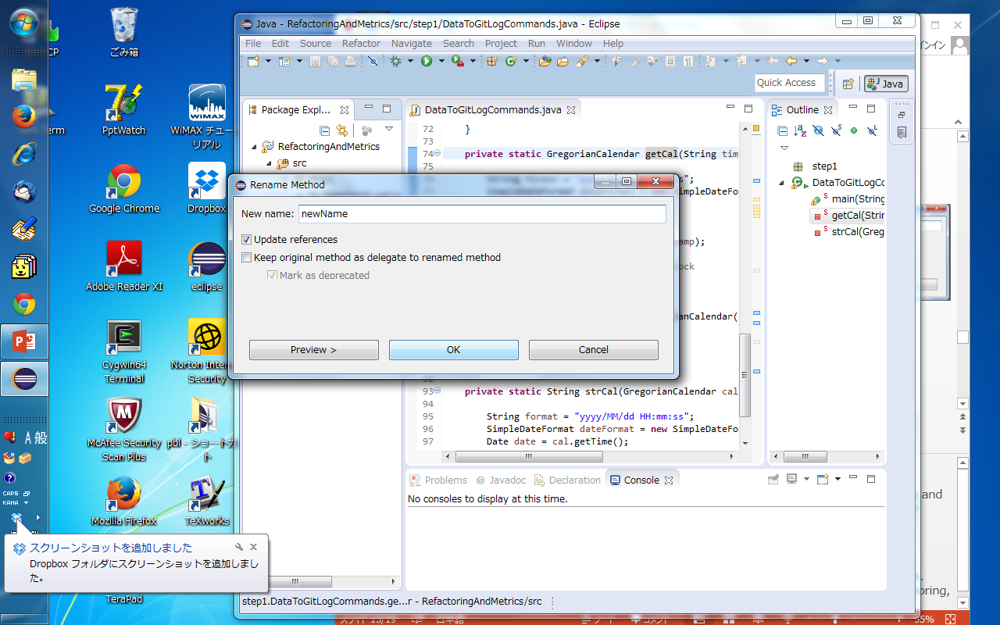 Java - RefactoringAndMetrics/src/step1/DataToGitLogCommands.java - Eclipse
File Edit Source Refactor Navigate Search Project Run Window Help
Quick Access
Java
Package Expl...
RefactoringAndMetrics
src
DataToGitLogCommands.java
72 }
73
74 private static GregorianCalendar getCal(String tim
75
amp);
ock
anCalendar(
93 private static String strCal(GregorianCalendar cal
94
95 String format = "yyyy/MM/dd HH:mm:ss";
96 SimpleDateFormat dateFormat = new SimpleDateFo
97 Date date = cal.getTime();
Outline
step1
DataToGitLogCo
main(String
getCal(Strin
strCal(Greg
Rename Method
New name: newName
Update references
Keep original method as delegate to renamed method
Mark as deprecated
Preview >
OK
Cancel
Problems @ Javadoc Declaration Console
No consoles to display at this time.
step1.DataToGitLogCommands.ge...r - RefactoringAndMetrics/src
ごみ箱
PptWatch
WiMAX チュー
リアル
Google Chrome
Dropbox
Adobe Reader XI
eclipse
Cygwin64
Terminal
Norton Inter
Security
McAfee Security
Scan Plus
pbl - ショートカ
ト
Mozilla Firefox
TeXworks
TeraPad
A 般
CAPS
KANA
スクリーンショットを追加しました
Dropbox フォルダにスクリーンショットを追加しまし
た。
インイン
and
oring,
日本語
コメント